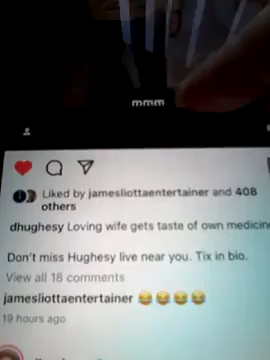 mmm
Liked by jamesliottaentertainer and 408
others
dhughesy Loving wife gets taste of own medicin
Don't miss Hughesy live near you. Tix in bio.
View all 18 comments
jamesliottaentertainer 😂😂😂😂
19 hours ago